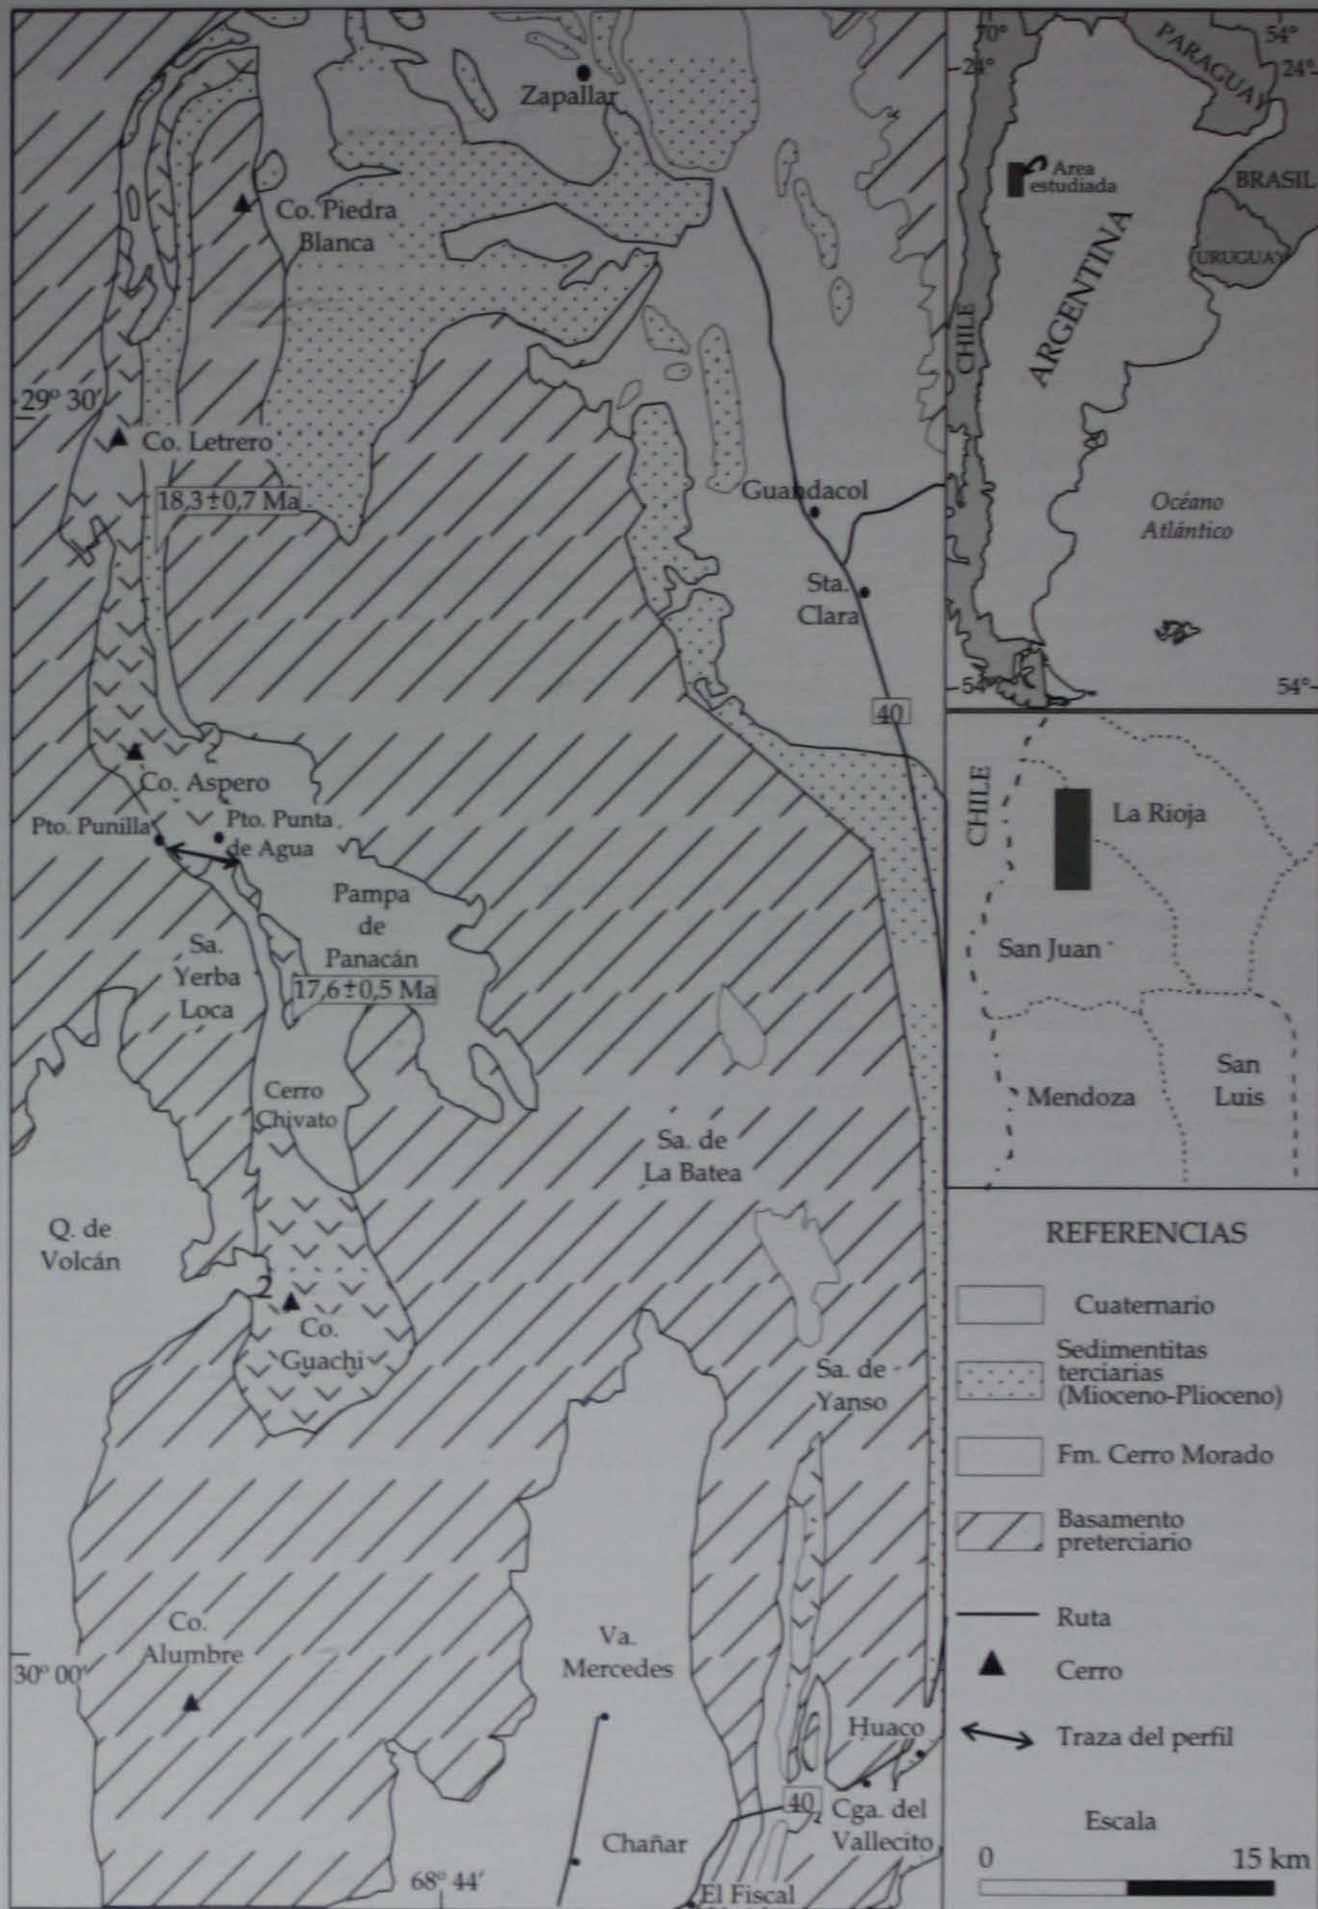 Zapallar
Co. Piedra
Blanca
29° 30′
Co. Letrero
18,3±0,7 Ma
Guandacol
Sta.
Clara
40
Co. Aspero
Pto. Punilla
Pto. Punta
de Agua
Pampa
de
Panacán
17,6±0,5 Ma
Sa.
Yerba
Loca
Cerro
Chivato
Sa. de
La Batea
Q. de
Volcán
2
Co.
Guachi
Sa. de
Yanso
Co.
Alumbre
30° 00′
Va.
Mercedes
Huaco
40
Cga. del
Vallecito
Chañar
68° 44′
El Fiscal
70°
54°
24°
24°
PARAGUAY
Area
estudiada
BRASIL
URUGUAY
ARGENTINA
CHILE
Océano
Atlántico
54°
54°
CHILE
La Rioja
San Juan
Mendoza
San
Luis
REFERENCIAS
Cuaternario
Sedimentitas
terciarias
(Mioceno-Plioceno)
Fm. Cerro Morado
Basamento
preterciario
Ruta
Cerro
Traza del perfil
Escala
0 15 km